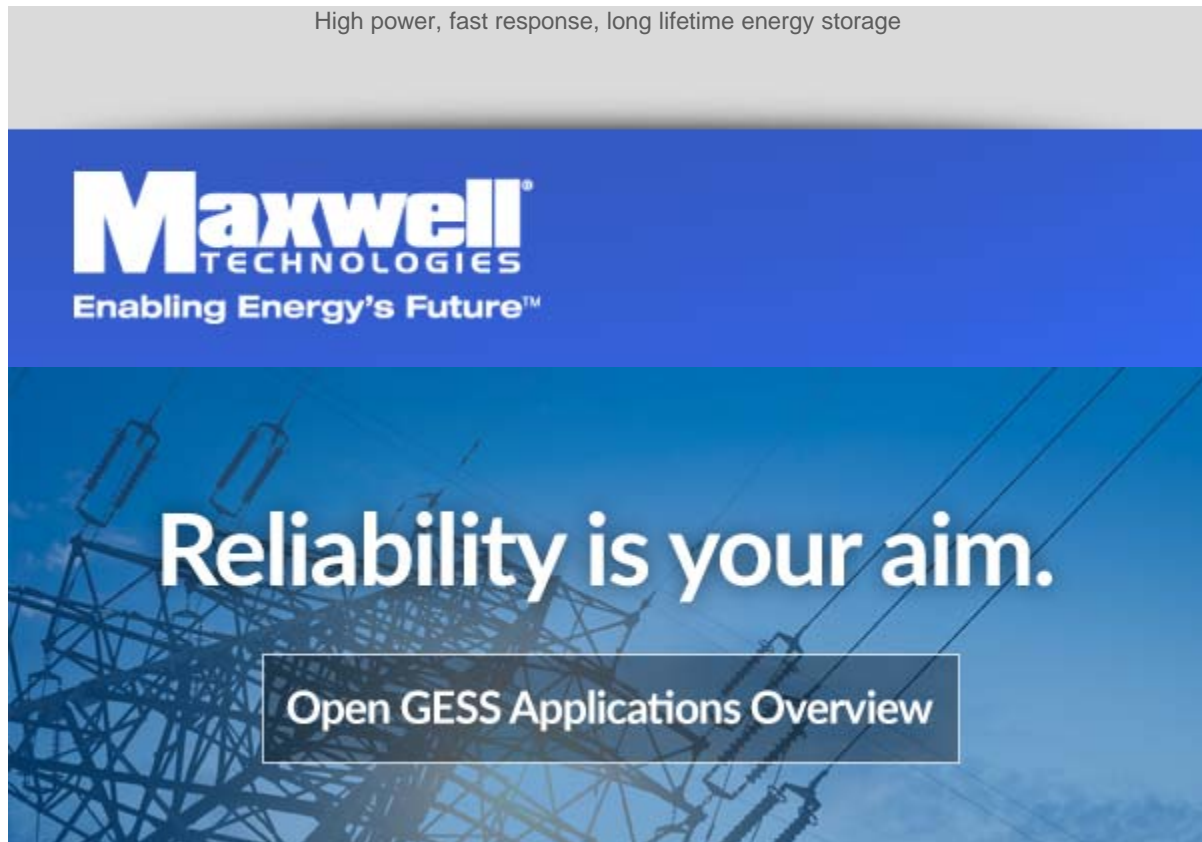 High power, fast response, long lifetime energy storage
Maxwell®
TECHNOLOGIES
Enabling Energy's Future™
Reliability is your aim.
Open GESS Applications Overview